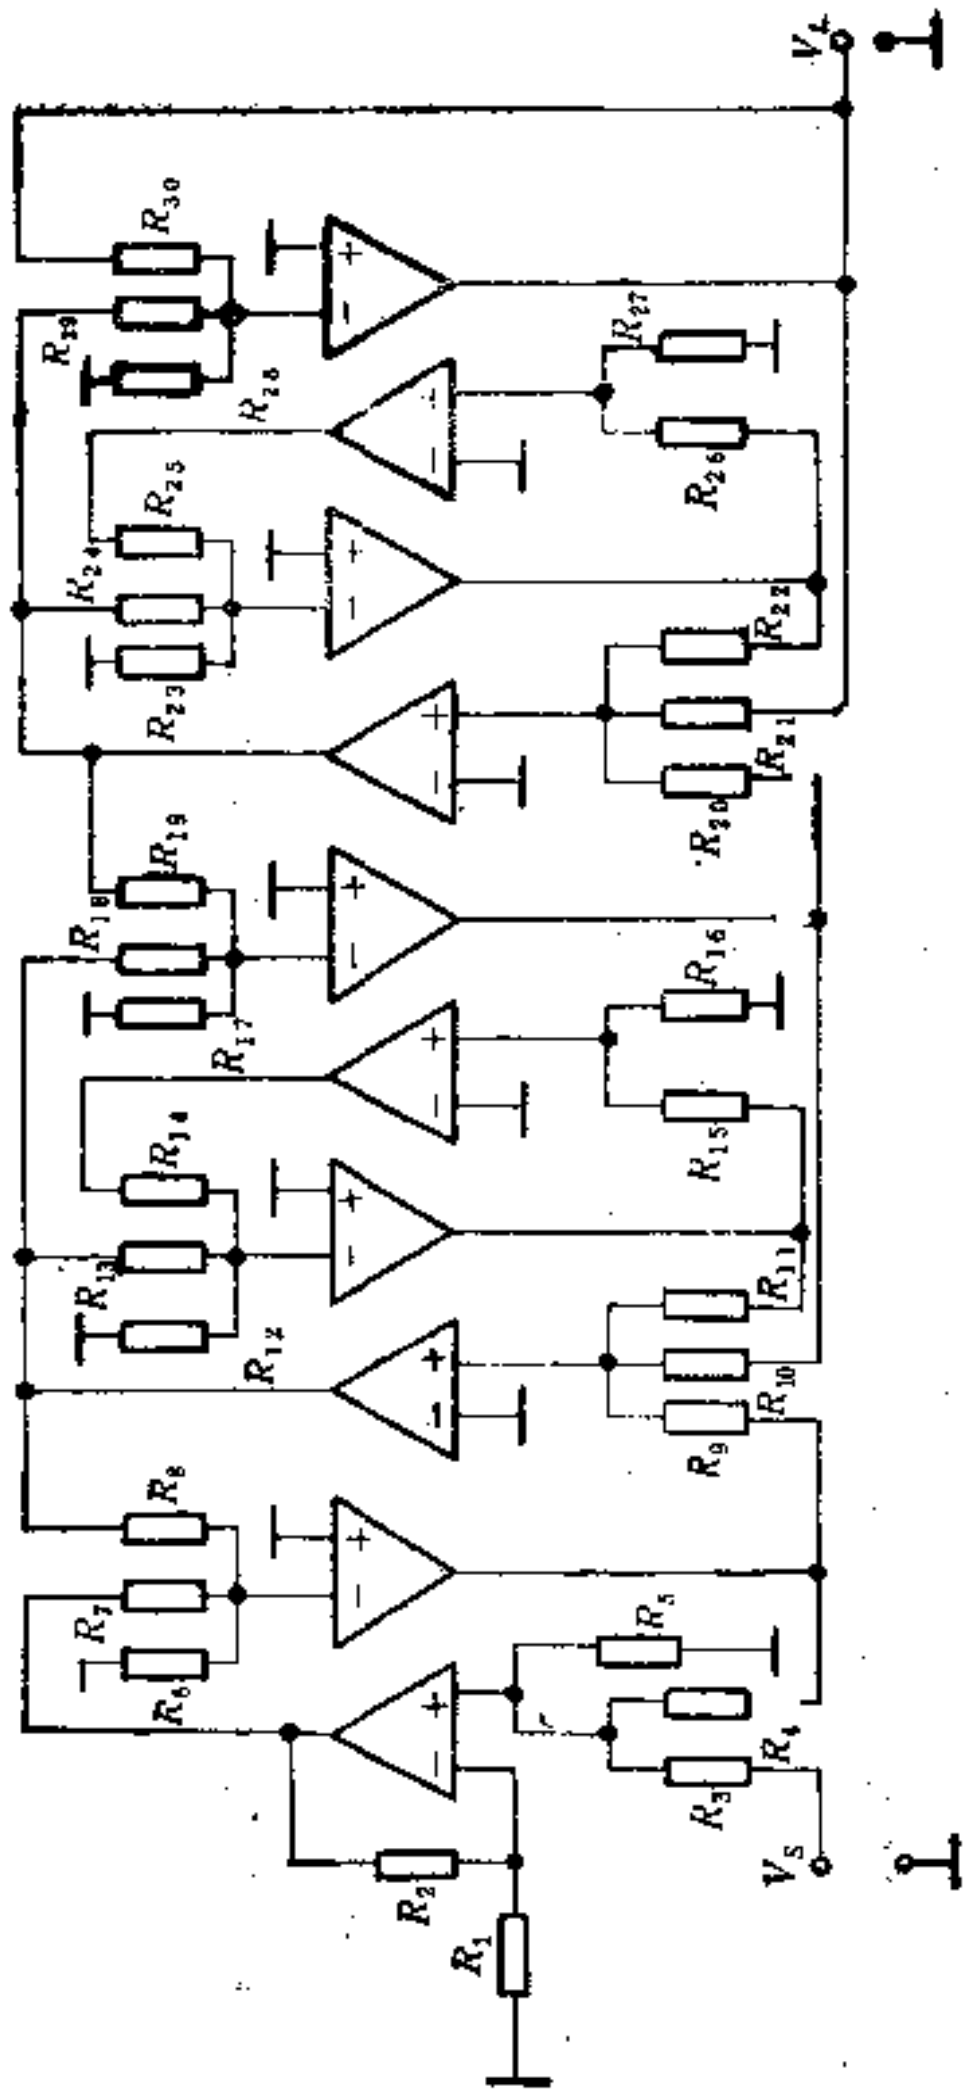 V_S
R_1
R_2
R_3
R_4
R_5
R_6
R_7
R_8
R_9
R_10
R_11
R_12
R_13
R_14
R_15
R_16
R_17
R_18
R_19
R_20
R_21
R_22
R_23
R_24
R_25
R_26
R_27
R_28
R_29
R_30
V_L
+
−
+
−
+
−
+
−
+
−
+
−
+
−
+
−
+
−
+
−